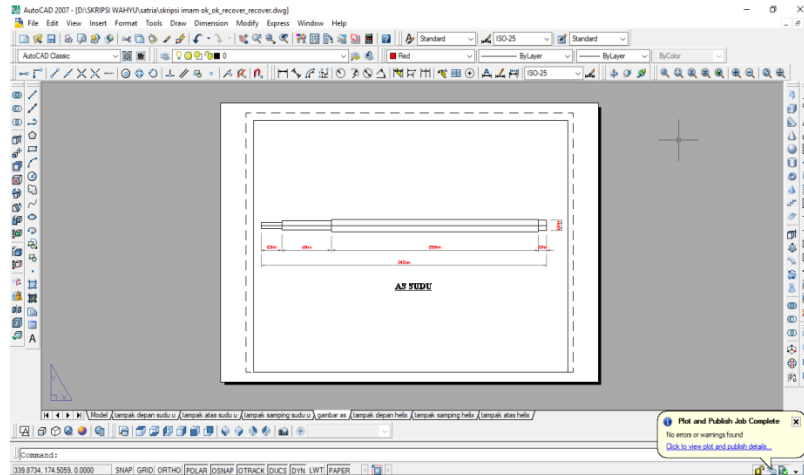 AutoCAD 2007 - [D:\SKRIPSI WAHYU\satria\skripsi imam ok_ok_recover_recover.dwg]
File Edit View Insert Format Tools Draw Dimension Modify Express Window Help
Standard ISO-25 Standard
AutoCAD Classic 0 Red ByLayer ByLayer ByColor
ISO-25
AS SUDU
Model tampak depan sudu u tampak atas sudu u tampak samping sudu u gambar as tampak depan helix tampak samping helix tampak atas helix
Plot and Publish Job Complete
No errors or warnings found
Click to view plot and publish details...
Command:
339.8734, 174.5059, 0.0000 SNAP GRID ORTHO POLAR OSNAP OTRACK DUCS DYN LWT PAPER